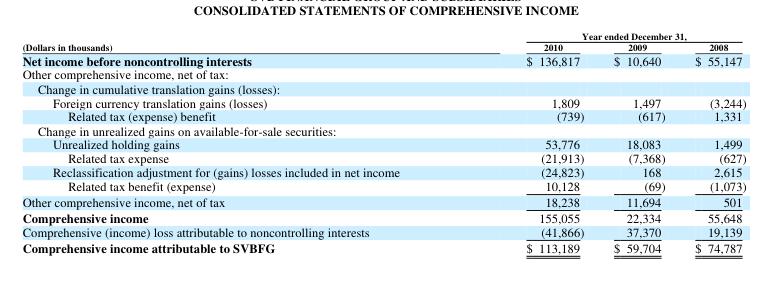 CONSOLIDATED STATEMENTS OF COMPREHENSIVE INCOME
Year ended December 31,
(Dollars in thousands) 2010 2009 2008
Net income before noncontrolling interests $ 136,817 $ 10,640 $ 55,147
Other comprehensive income, net of tax:
Change in cumulative translation gains (losses):
Foreign currency translation gains (losses) 1,809 1,497 (3,244)
Related tax (expense) benefit (739) (617) 1,331
Change in unrealized gains on available-for-sale securities:
Unrealized holding gains 53,776 18,083 1,499
Related tax expense (21,913) (7,368) (627)
Reclassification adjustment for (gains) losses included in net income (24,823) 168 2,615
Related tax benefit (expense) 10,128 (69) (1,073)
Other comprehensive income, net of tax 18,238 11,694 501
Comprehensive income 155,055 22,334 55,648
Comprehensive (income) loss attributable to noncontrolling interests (41,866) 37,370 19,139
Comprehensive income attributable to SVBFG $ 113,189 $ 59,704 $ 74,787